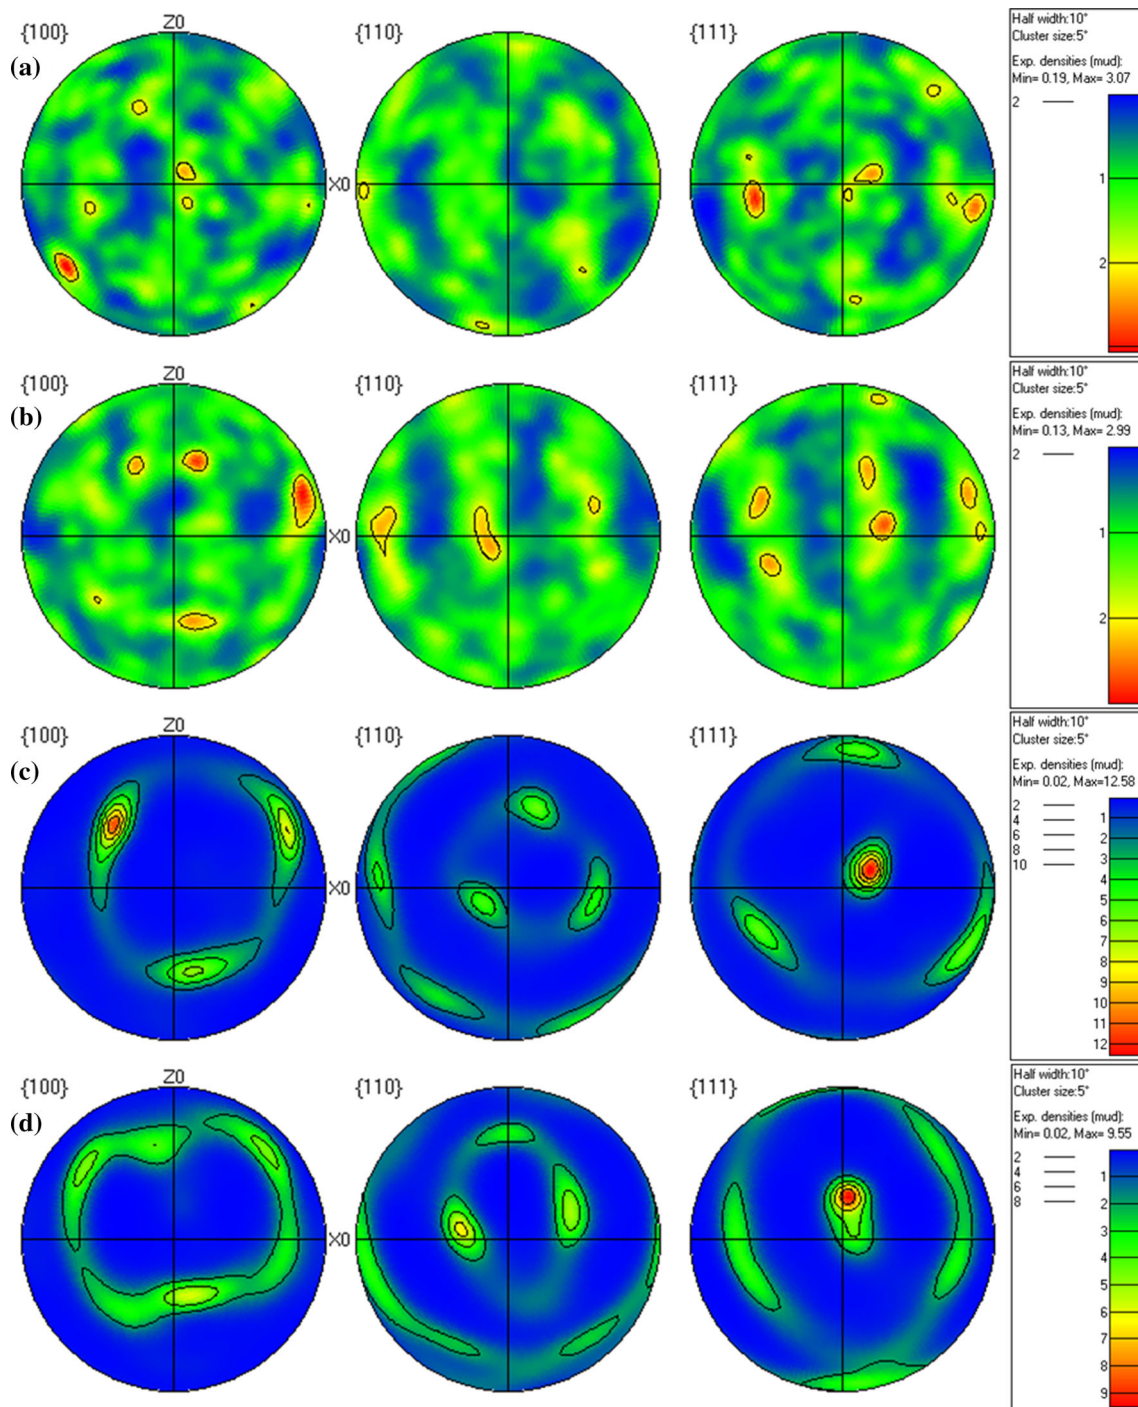 {100} Z0 {110} {111}
(a)
X0
Half width:10°
Cluster size:5°
Exp. densities (mud):
Min= 0.19, Max= 3.07
2
1
2
{100} Z0 {110} {111}
(b)
X0
Half width:10°
Cluster size:5°
Exp. densities (mud):
Min= 0.13, Max= 2.99
2
1
2
{100} Z0 {110} {111}
(c)
X0
Half width:10°
Cluster size:5°
Exp. densities (mud):
Min= 0.02, Max=12.58
2
4
6
8
10
1
2
3
4
5
6
7
8
9
10
11
12
{100} Z0 {110} {111}
(d)
X0
Half width:10°
Cluster size:5°
Exp. densities (mud):
Min= 0.02, Max= 9.55
2
4
6
8
1
2
3
4
5
6
7
8
9